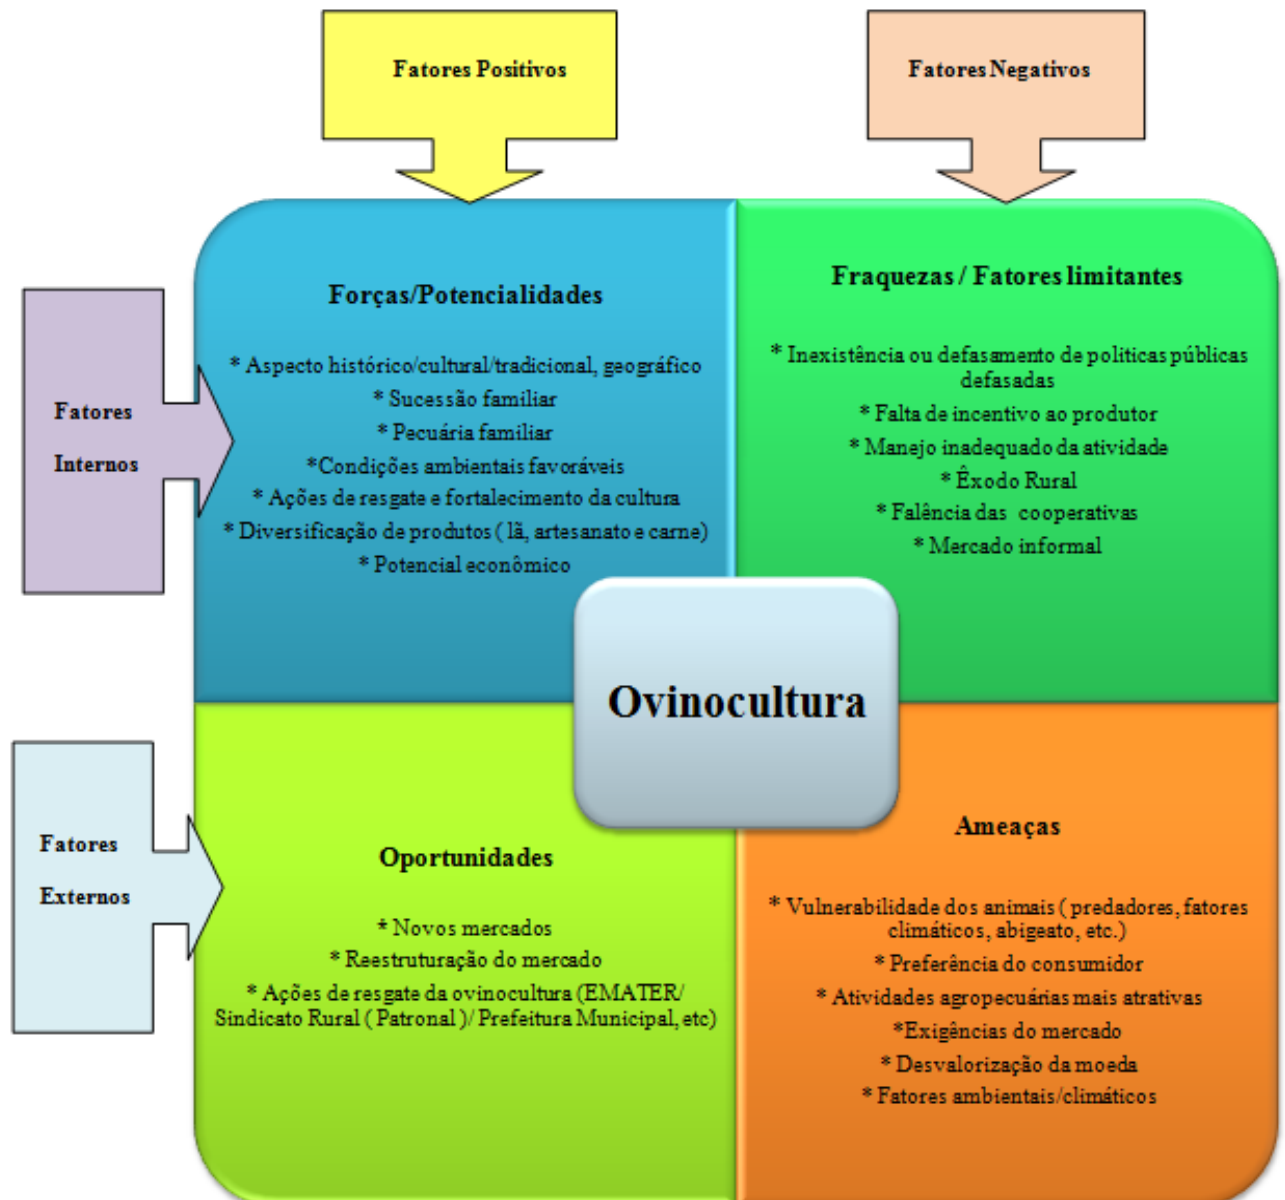 Fatores Positivos
Fatores Negativos
Fatores
Internos
Forças/Potencialidades
* Aspecto histórico/cultural/tradicional, geográfico
* Sucessão familiar
* Pecuária familiar
*Condições ambientais favoráveis
* Ações de resgate e fortalecimento da cultura
* Diversificação de produtos ( lã, artesanato e carne)
* Potencial econômico
Fraquezas / Fatores limitantes
* Inexistência ou defasamento de politicas públicas
defasadas
* Falta de incentivo ao produtor
* Manejo inadequado da atividade
* Êxodo Rural
* Falência das cooperativas
* Mercado informal
Ovinocultura
Fatores
Externos
Oportunidades
* Novos mercados
* Reestruturação do mercado
* Ações de resgate da ovinocultura (EMATER/
Sindicato Rural ( Patronal )/ Prefeitura Municipal, etc)
Ameaças
* Vulnerabilidade dos animais ( predadores, fatores
climáticos, abigeato, etc.)
* Preferência do consumidor
* Atividades agropecuárias mais atrativas
*Exigências do mercado
* Desvalorização da moeda
* Fatores ambientais/climáticos